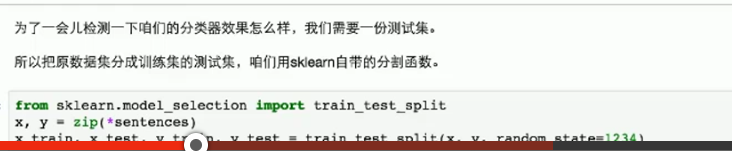 为了一会儿检测一下咱们的分类器效果怎么样，我们需要一份测试集。
所以把原数据集分成训练集的测试集，咱们用sklearn自带的分割函数。
from sklearn.model_selection import train_test_split
x, y = zip(*sentences)
x_train, x_test, y_train, y_test = train_test_split(x, y, random_state=1234)